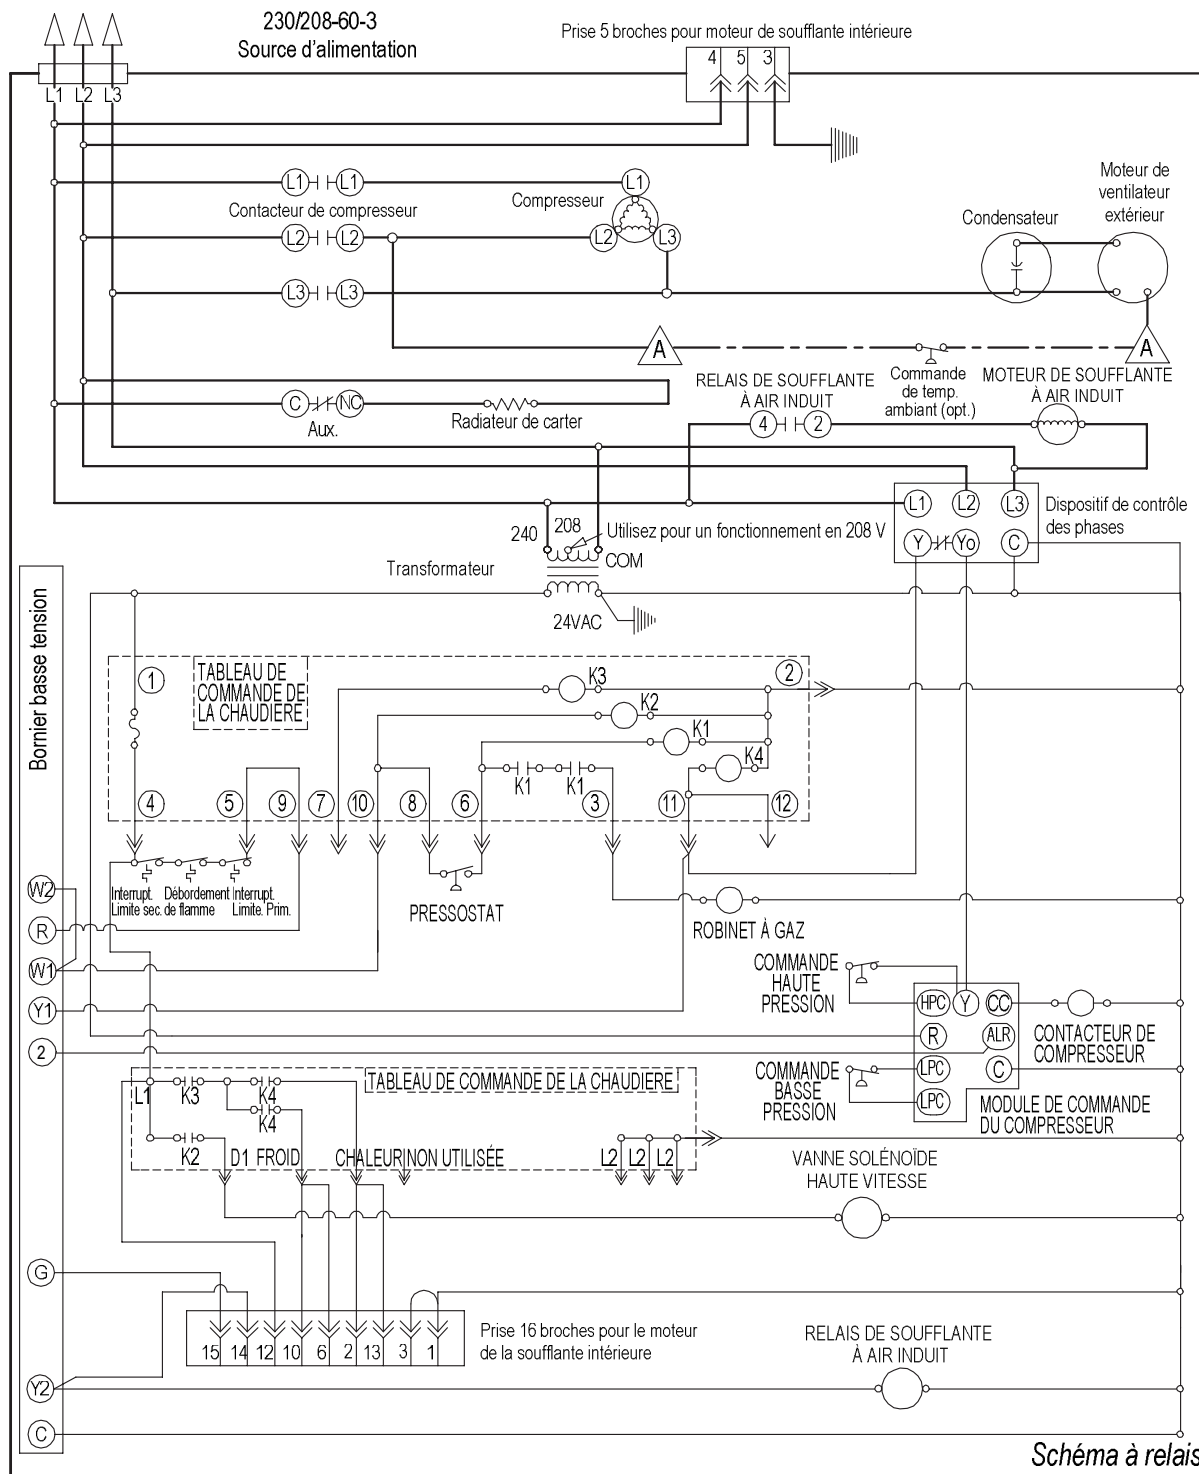 230/208-60-3
Source d'alimentation
Prise 5 broches pour moteur de soufflante intérieure
4 5 3
L1 L2 L3
L1 L1
L1
Contacteur de compresseur
Compresseur
L2 L2
L2 L3
L3 L3
Condensateur
Moteur de
ventilateur
extérieur
A
A
Commande
de temp.
ambiant (opt.)
RELAIS DE SOUFFLANTE
À AIR INDUIT
4 2
MOTEUR DE SOUFFLANTE
À AIR INDUIT
C NC
Aux.
Radiateur de carter
L1 L2 L3
Dispositif de contrôle
des phases
Y Yo C
240
208
Utilisez pour un fonctionnement en 208 V
COM
Transformateur
24VAC
Bornier basse tension
1
TABLEAU DE
COMMANDE DE
LA CHAUDIERE
K3
2
K2
K1
K4
K1 K1
4 5 9 7 10 8 6 3 11 12
Interrupt.
Limite sec.
Débordement
de flamme
Interrupt.
Limite. Prim.
PRESSOSTAT
ROBINET À GAZ
W2
R
W1
Y1
2
COMMANDE
HAUTE
PRESSION
HPC Y CC
R ALR
LPC C
LPC
CONTACTEUR DE
COMPRESSEUR
COMMANDE
BASSE
PRESSION
MODULE DE COMMANDE
DU COMPRESSEUR
L1 K3 K4
K4
K2
TABLEAU DE COMMANDE DE LA CHAUDIERE
D1 FROID CHALEUR NON UTILISÉE
L2 L2 L2
VANNE SOLÉNOÏDE
HAUTE VITESSE
G
15 14 12 10 6 2 13 3 1
Prise 16 broches pour le moteur
de la soufflante intérieure
RELAIS DE SOUFFLANTE
À AIR INDUIT
Y2
C
Schéma à relais